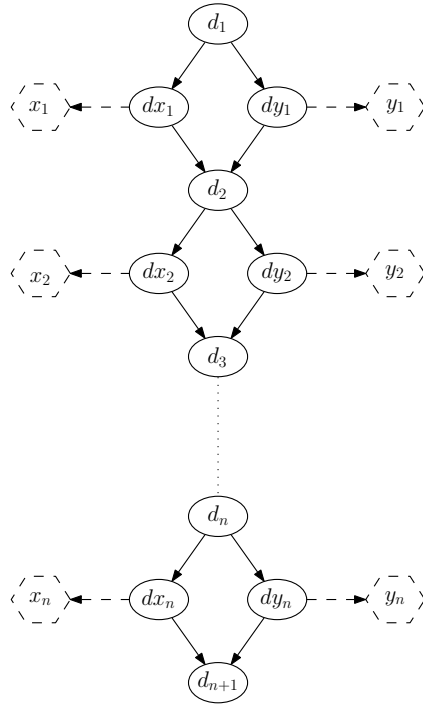 d₁
x₁ dx₁ dy₁ y₁
d₂
x₂ dx₂ dy₂ y₂
d₃
dₙ
xₙ dxₙ dyₙ yₙ
dₙ₊₁